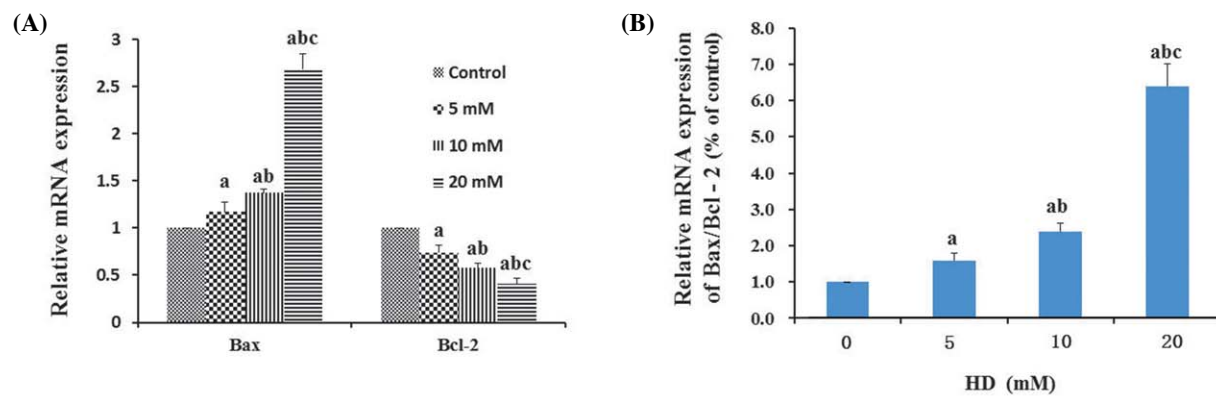 (A)
Relative mRNA expression
3
2.5
2
1.5
1
0.5
0
abc
ab
a
a
ab
abc
Control
5 mM
10 mM
20 mM
Bax
Bcl-2
(B)
Relative mRNA expression
of Bax/Bcl - 2 (% of control)
8.0
7.0
6.0
5.0
4.0
3.0
2.0
1.0
0.0
abc
ab
a
0
5
10
20
HD (mM)